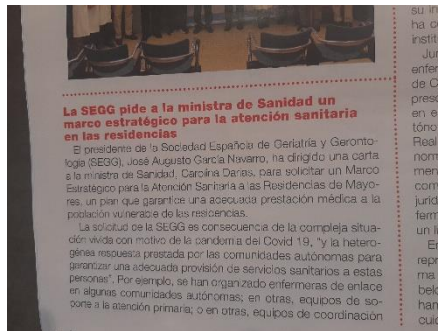 La SEGG pide a la ministra de Sanidad un
marco estratégico para la atención sanitaria
en las residencias
El presidente de la Sociedad Española de Geriatría y Geronto-
logía (SEGG), José Augusto García Navarro, ha dirigido una carta
a la ministra de Sanidad, Carolina Darias, para solicitar un Marco
Estratégico para la Atención Sanitaria a las Residencias de Mayo-
res, un plan que garantice una adecuada prestación médica a la
población vulnerable de las residencias.
La solicitud de la SEGG es consecuencia de la compleja situa-
ción vivida con motivo de la pandemia del Covid 19, "y la hetero-
génea respuesta prestada por las comunidades autónomas para
garantizar una adecuada provisión de servicios sanitarios a estas
personas". Por ejemplo, se han organizado enfermeras de enlace
en algunas comunidades autónomas; en otras, equipos de so-
porte a la atención primaria; o en otras, equipos de coordinación